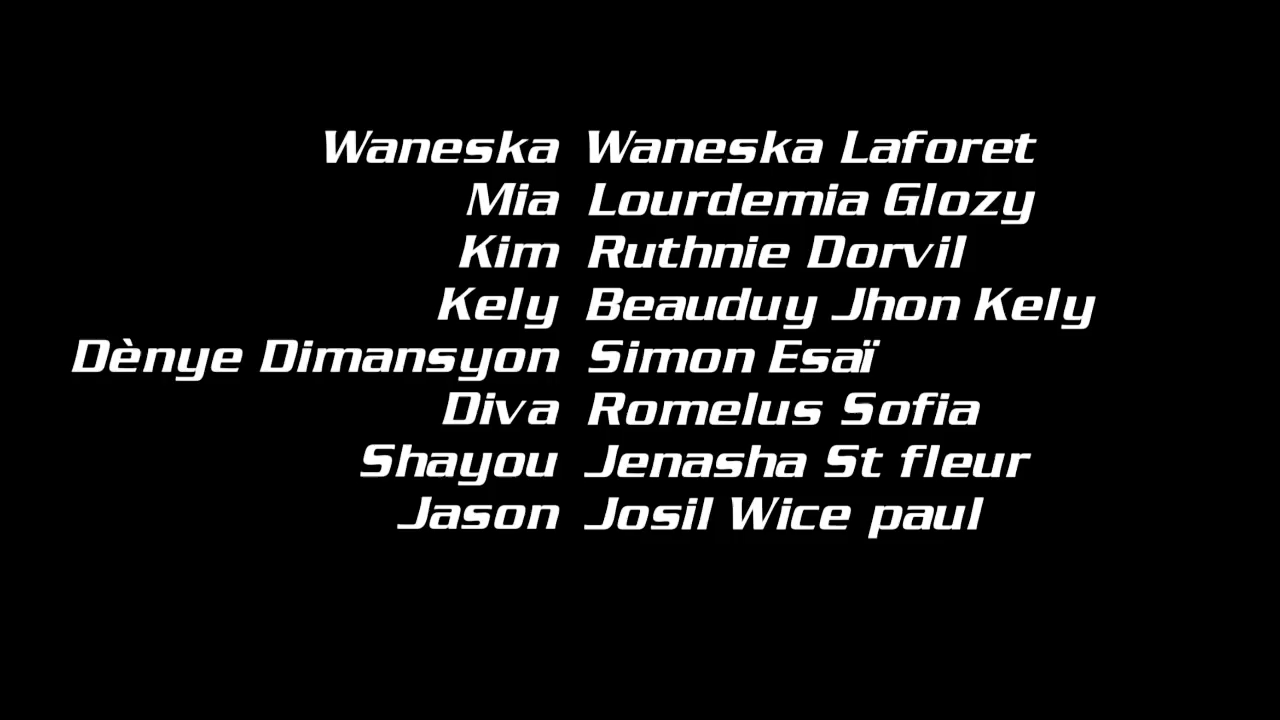 Waneska Waneska Laforet
Mia Lourdemia Glozy
Kim Ruthnie Dorvil
Kely Beauduy Jhon Kely
Dènye Dimansyon Simon Esaï
Diva Romelus Sofia
Shayou Jenasha St fleur
Jason Josil Wice paul